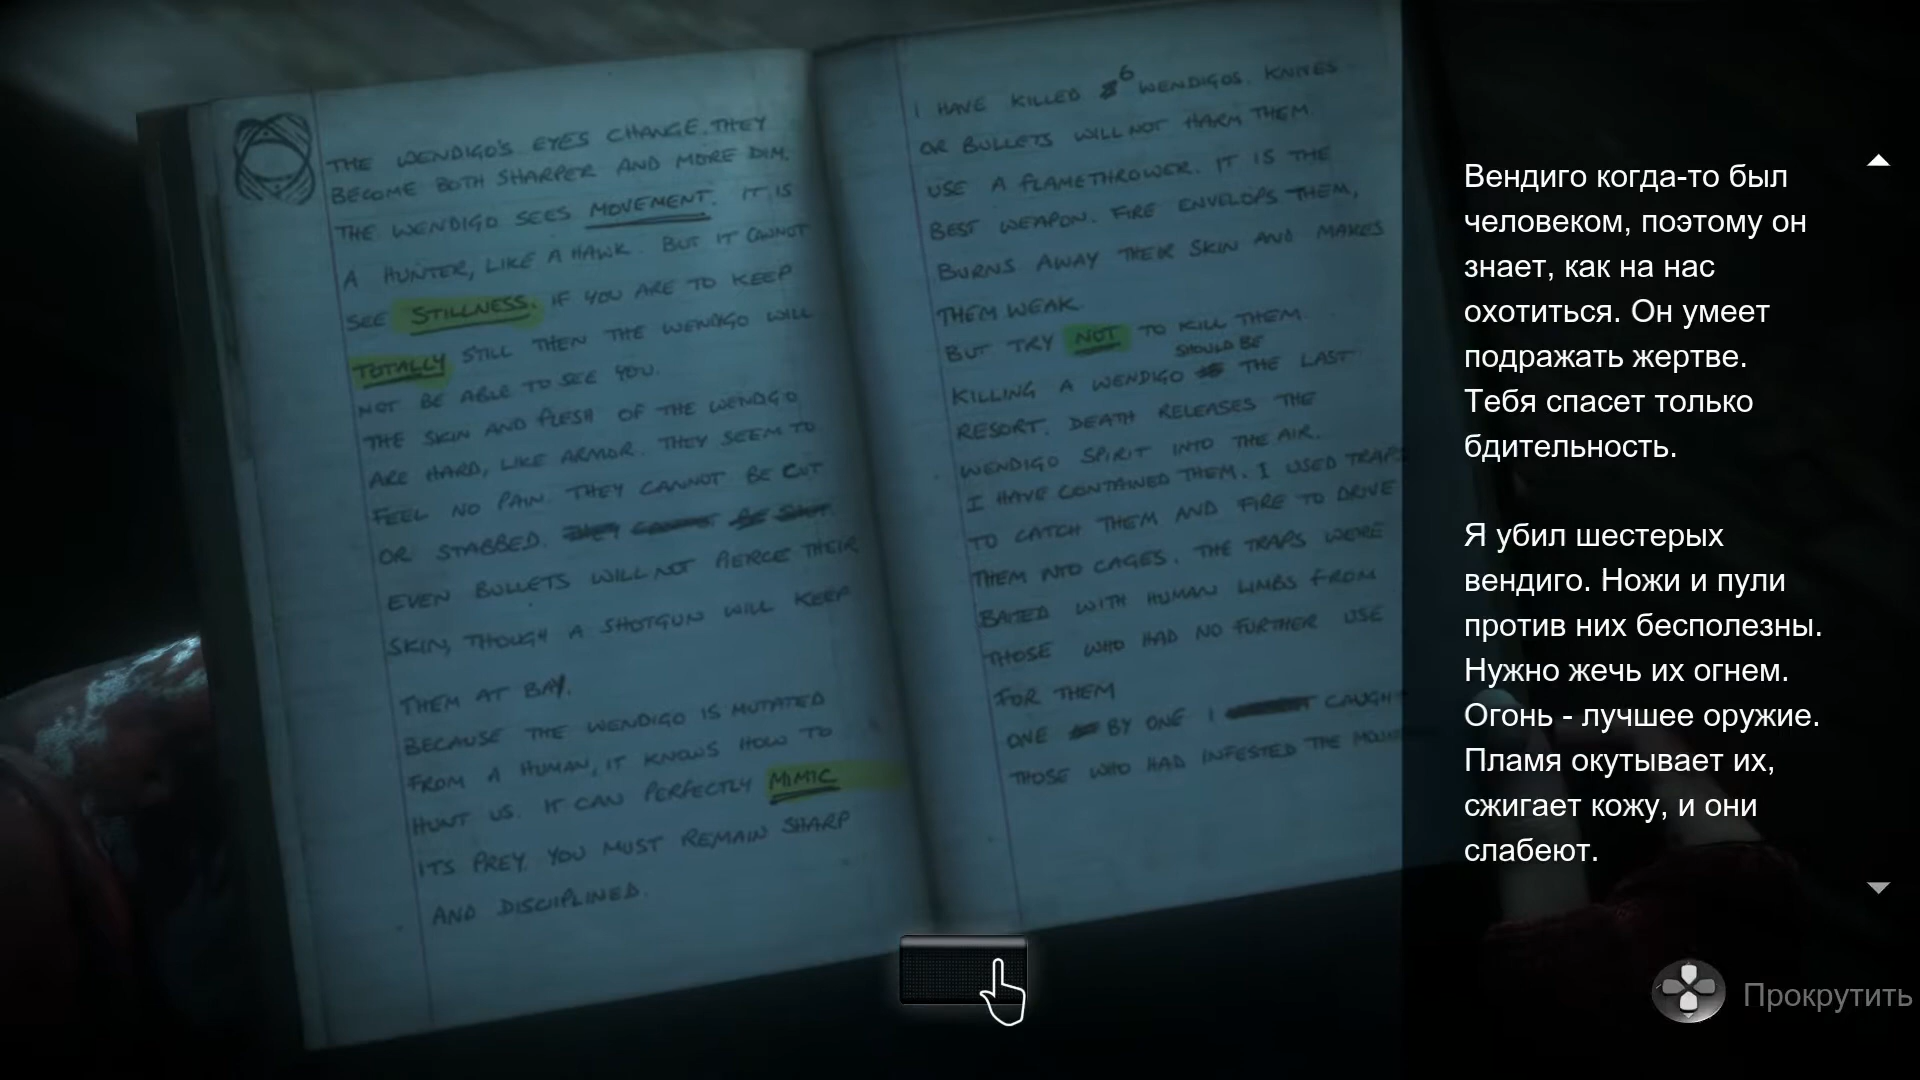 THE WENDIGO'S EYES CHANGE. THEY
BECOME BOTH SHARPER AND MORE DIM.
THE WENDIGO SEES MOVEMENT. IT IS
A HUNTER, LIKE A HAWK. BUT IT CANNOT
SEE STILLNESS. IF YOU ARE TO KEEP
TOTALLY STILL THEN THE WENDIGO WILL
NOT BE ABLE TO SEE YOU.
THE SKIN AND FLESH OF THE WENDIGO
ARE HARD, LIKE ARMOR. THEY SEEM TO
FEEL NO PAIN. THEY CANNOT BE CUT
OR STABBED. THEY CANNOT BE SHOT
EVEN BULLETS WILL NOT PIERCE THEIR
SKIN, THOUGH A SHOTGUN WILL KEEP
THEM AT BAY.
BECAUSE THE WENDIGO IS MUTATED
FROM A HUMAN, IT KNOWS HOW TO
HUNT US. IT CAN PERFECTLY MIMIC
ITS PREY. YOU MUST REMAIN SHARP
AND DISCIPLINED.
I HAVE KILLED 6 WENDIGOS. KNIVES
OR BULLETS WILL NOT HARM THEM
USE A FLAMETHROWER. IT IS THE
BEST WEAPON. FIRE ENVELOPS THEM,
BURNS AWAY THEIR SKIN AND MAKES
THEM WEAK.
BUT TRY NOT TO KILL THEM.
SHOULD BE
KILLING A WENDIGO THE LAST
RESORT. DEATH RELEASES THE
WENDIGO SPIRIT INTO THE AIR.
I HAVE CONTAINED THEM. I USED TRAPS
TO CATCH THEM AND FIRE TO DRIVE
THEM INTO CAGES. THE TRAPS WERE
BAITED WITH HUMAN LIMBS FROM
THOSE WHO HAD NO FURTHER USE
FOR THEM
ONE BY ONE I CAUGHT
THOSE WHO HAD INFESTED THE
Вендиго когда-то был
человеком, поэтому он
знает, как на нас
охотиться. Он умеет
подражать жертве.
Тебя спасет только
бдительность.
Я убил шестерых
вендиго. Ножи и пули
против них бесполезны.
Нужно жечь их огнем.
Огонь - лучшее оружие.
Пламя окутывает их,
сжигает кожу, и они
слабеют.
Прокрутить